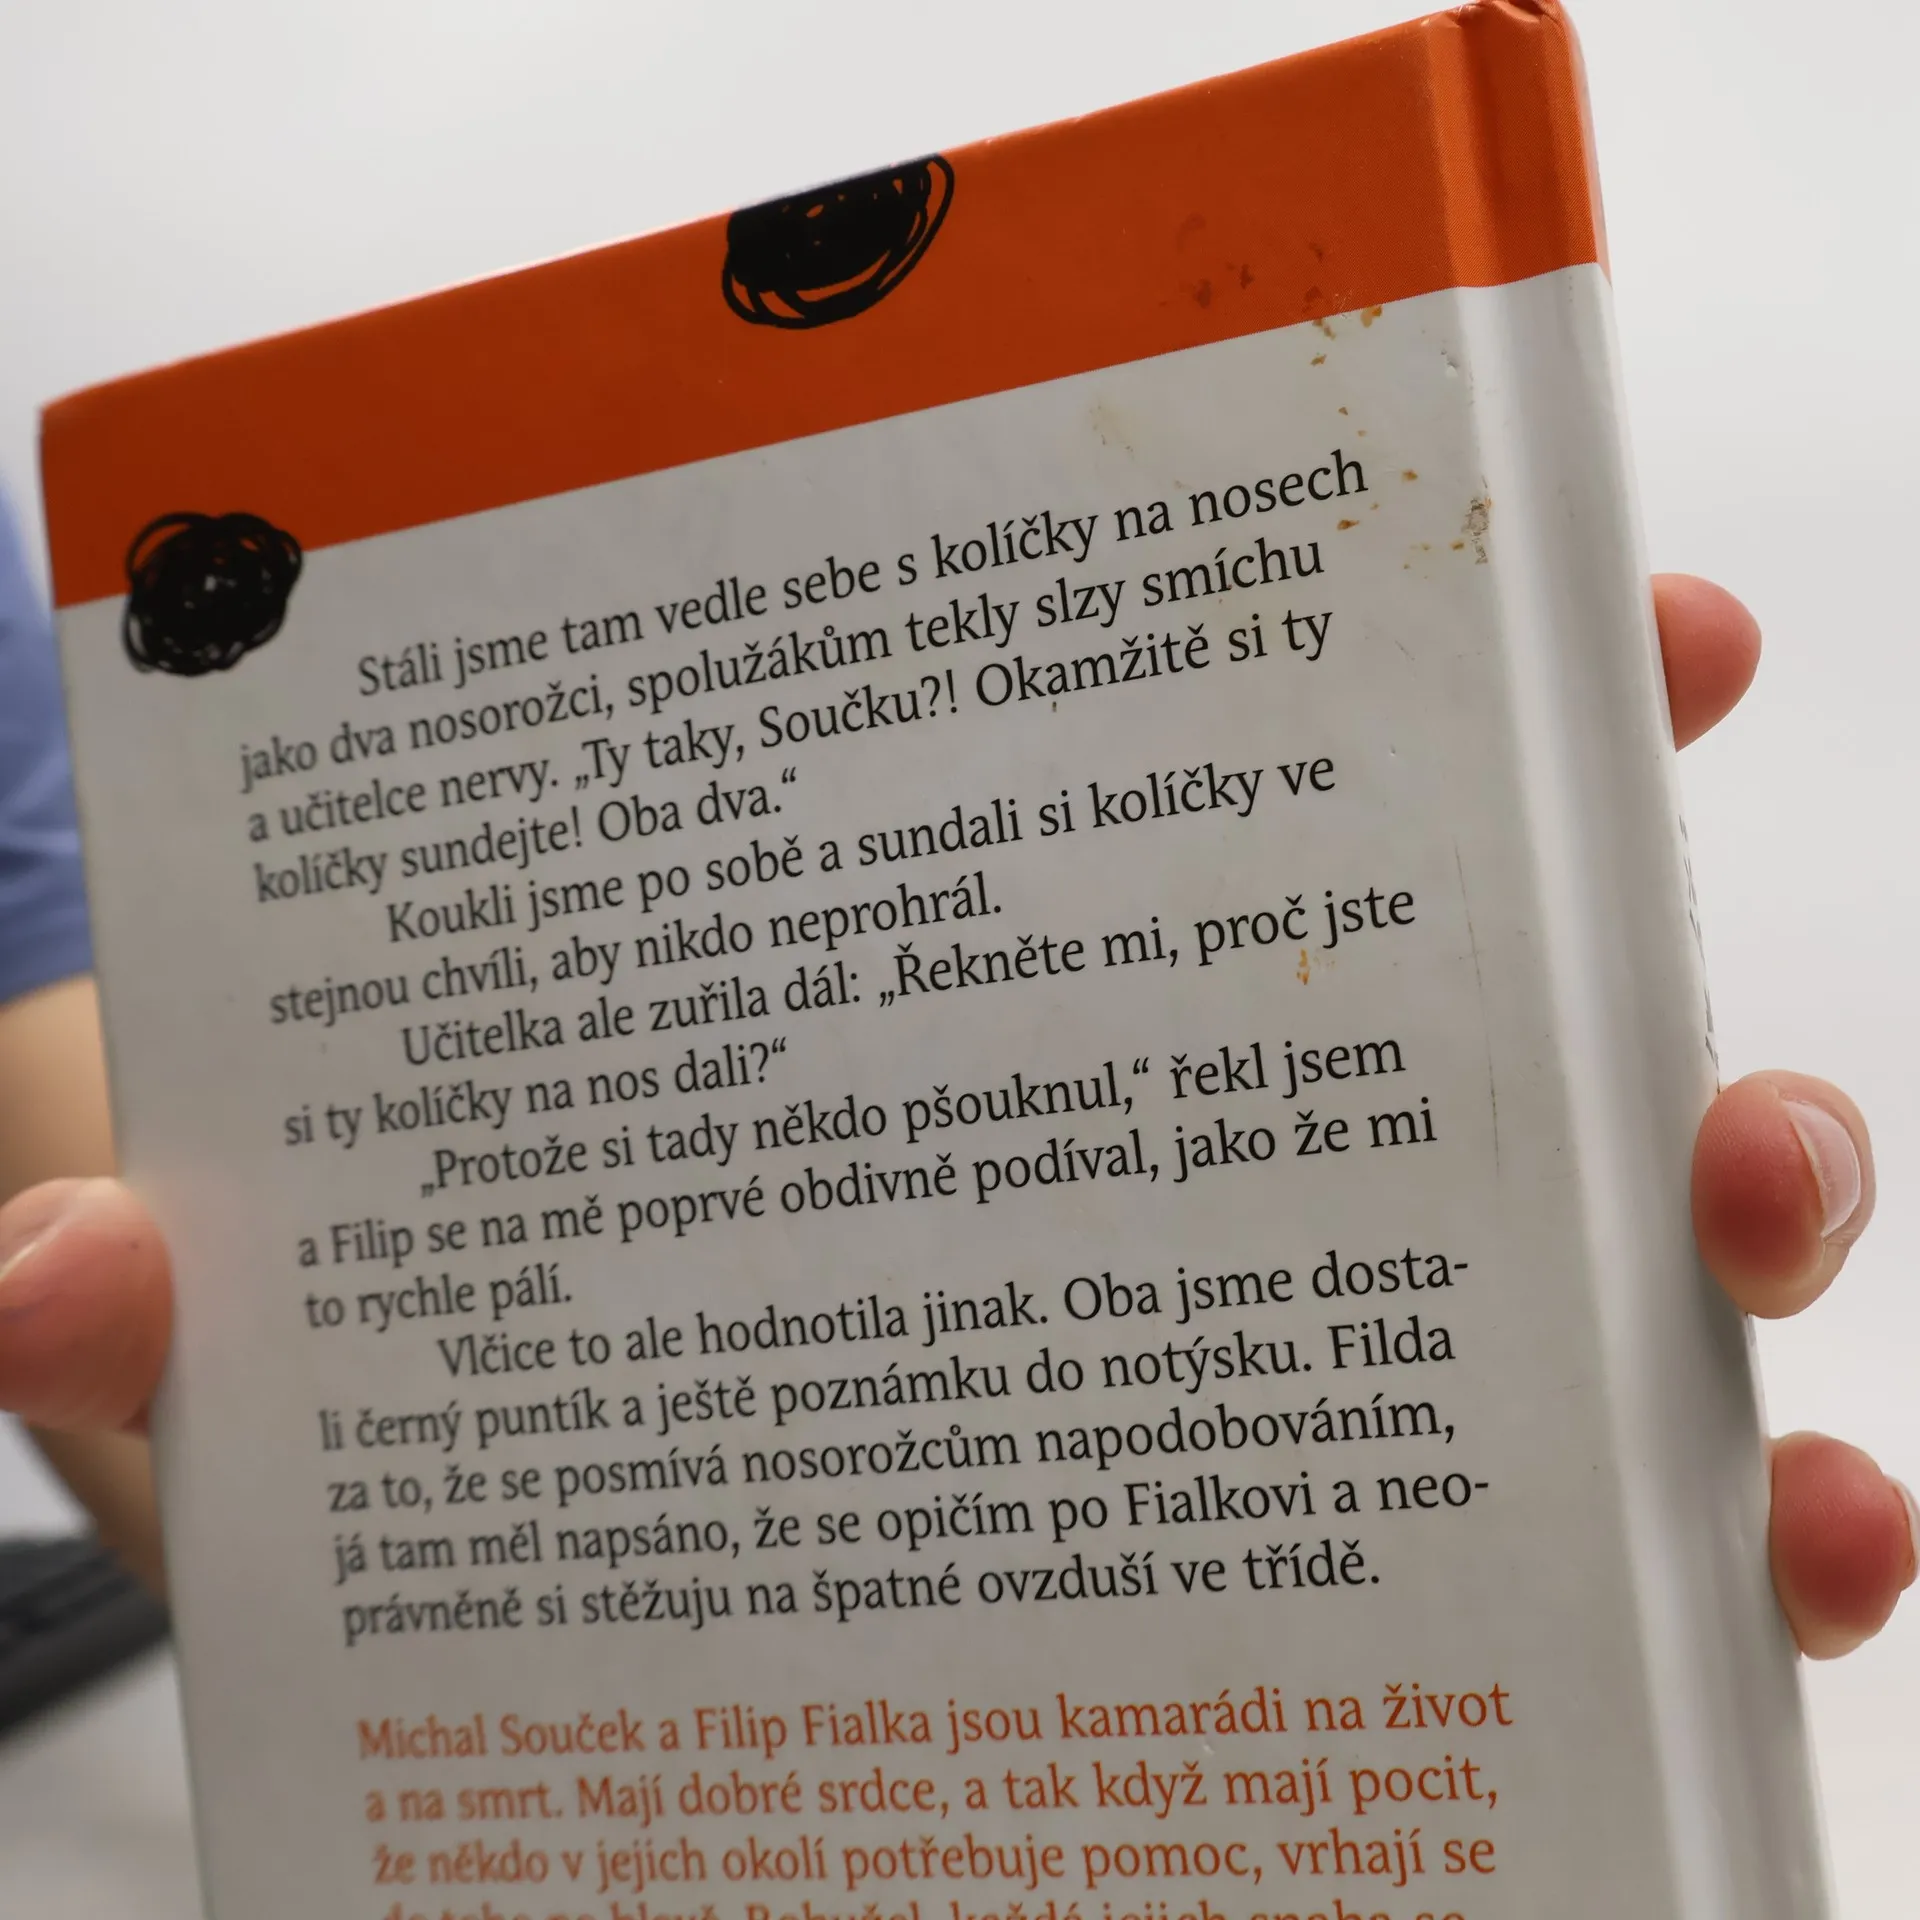 Stáli jsme tam vedle sebe s kolíčky na nosech
jako dva nosorožci, spolužákům tekly slzy smíchu
a učitelce nervy. „Ty taky, Součku?! Okamžitě si ty
kolíčky sundejte! Oba dva.“
Koukli jsme po sobě a sundali si kolíčky ve
stejnou chvíli, aby nikdo neprohrál.
Učitelka ale zuřila dál: „Řekněte mi, proč jste
si ty kolíčky na nos dali?“
„Protože si tady někdo pšouknul,“ řekl jsem
a Filip se na mě poprvé obdivně podíval, jako že mi
to rychle pálí.
Vlčice to ale hodnotila jinak. Oba jsme dosta-
li černý puntík a ještě poznámku do notýsku. Filda
za to, že se posmívá nosorožcům napodobováním,
já tam měl napsáno, že se opičím po Fialkovi a neo-
právněně si stěžuju na špatné ovzduší ve třídě.
Michal Souček a Filip Fialka jsou kamarádi na život
a na smrt. Mají dobré srdce, a tak když mají pocit,
že někdo v jejich okolí potřebuje pomoc, vrhají se